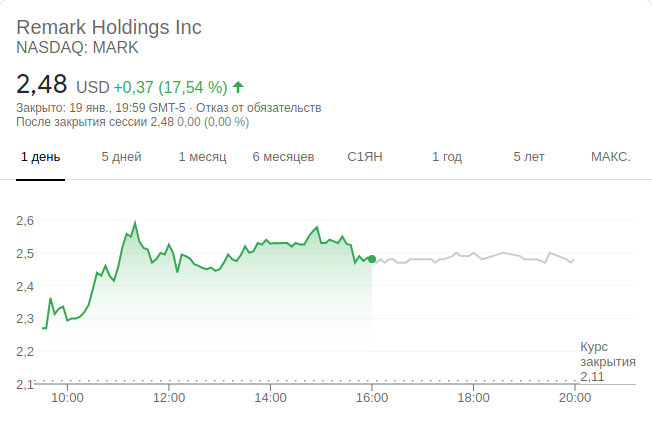 Remark Holdings Inc
NASDAQ: MARK
2,48 USD +0,37 (17,54 %)
Закрыто: 19 янв., 19:59 GMT-5 · Отказ от обязательств
После закрытия сессии 2,48 0,00 (0,00 %)
1 день 5 дней 1 месяц 6 месяцев С1ЯН 1 год 5 лет МАКС.
2,6
2,5
2,4
2,3
2,2
2,1
Курс
закрытия
2,11
10:00 12:00 14:00 16:00 18:00 20:00